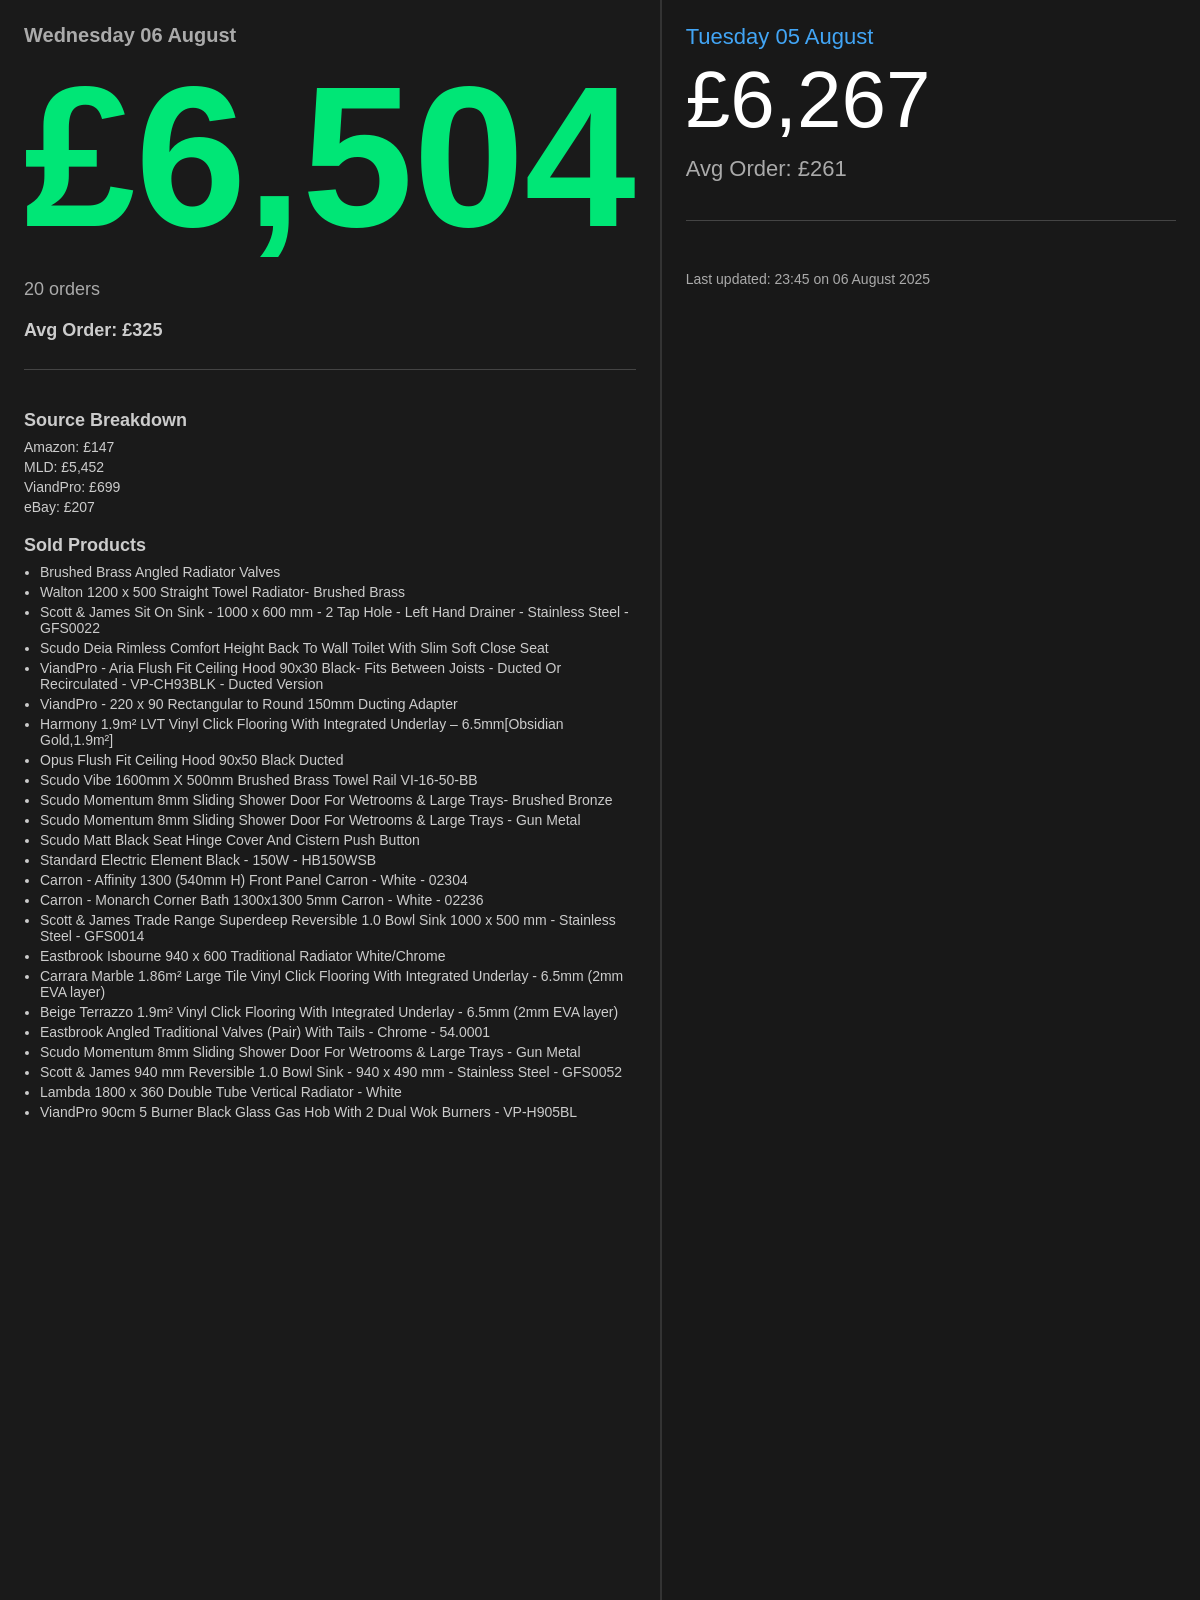 Wednesday 06 August
£6,504
20 orders
Avg Order: £325
Source Breakdown
Amazon: £147
MLD: £5,452
ViandPro: £699
eBay: £207
Sold Products
• Brushed Brass Angled Radiator Valves
• Walton 1200 x 500 Straight Towel Radiator- Brushed Brass
• Scott & James Sit On Sink - 1000 x 600 mm - 2 Tap Hole - Left Hand Drainer - Stainless Steel -
GFS0022
• Scudo Deia Rimless Comfort Height Back To Wall Toilet With Slim Soft Close Seat
• ViandPro - Aria Flush Fit Ceiling Hood 90x30 Black- Fits Between Joists - Ducted Or
Recirculated - VP-CH93BLK - Ducted Version
• ViandPro - 220 x 90 Rectangular to Round 150mm Ducting Adapter
• Harmony 1.9m² LVT Vinyl Click Flooring With Integrated Underlay – 6.5mm[Obsidian
Gold,1.9m²]
• Opus Flush Fit Ceiling Hood 90x50 Black Ducted
• Scudo Vibe 1600mm X 500mm Brushed Brass Towel Rail VI-16-50-BB
• Scudo Momentum 8mm Sliding Shower Door For Wetrooms & Large Trays- Brushed Bronze
• Scudo Momentum 8mm Sliding Shower Door For Wetrooms & Large Trays - Gun Metal
• Scudo Matt Black Seat Hinge Cover And Cistern Push Button
• Standard Electric Element Black - 150W - HB150WSB
• Carron - Affinity 1300 (540mm H) Front Panel Carron - White - 02304
• Carron - Monarch Corner Bath 1300x1300 5mm Carron - White - 02236
• Scott & James Trade Range Superdeep Reversible 1.0 Bowl Sink 1000 x 500 mm - Stainless
Steel - GFS0014
• Eastbrook Isbourne 940 x 600 Traditional Radiator White/Chrome
• Carrara Marble 1.86m² Large Tile Vinyl Click Flooring With Integrated Underlay - 6.5mm (2mm
EVA layer)
• Beige Terrazzo 1.9m² Vinyl Click Flooring With Integrated Underlay - 6.5mm (2mm EVA layer)
• Eastbrook Angled Traditional Valves (Pair) With Tails - Chrome - 54.0001
• Scudo Momentum 8mm Sliding Shower Door For Wetrooms & Large Trays - Gun Metal
• Scott & James 940 mm Reversible 1.0 Bowl Sink - 940 x 490 mm - Stainless Steel - GFS0052
• Lambda 1800 x 360 Double Tube Vertical Radiator - White
• ViandPro 90cm 5 Burner Black Glass Gas Hob With 2 Dual Wok Burners - VP-H905BL
Tuesday 05 August
£6,267
Avg Order: £261
Last updated: 23:45 on 06 August 2025